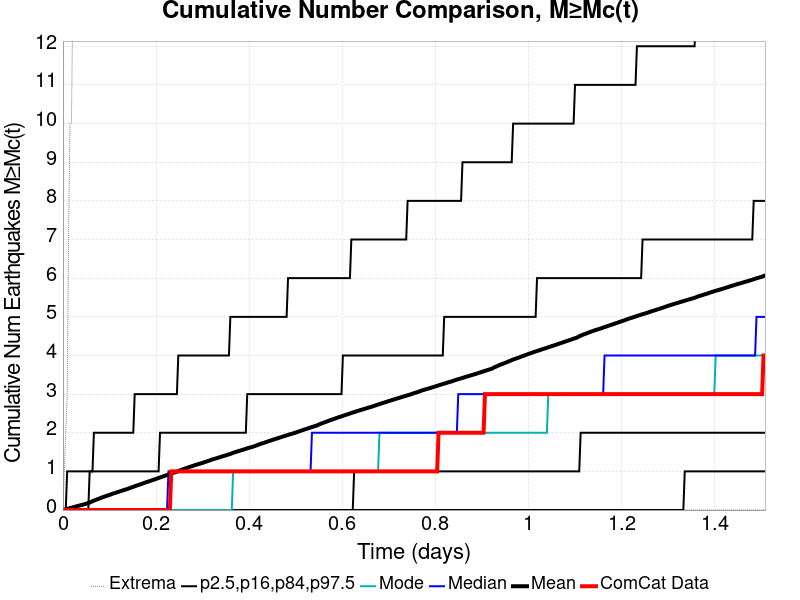 Cumulative Number Comparison, M≥Mc(t)
Cumulative Num Earthquakes M≥Mc(t)
12
11
10
9
8
7
6
5
4
3
2
1
0
0 0.2 0.4 0.6 0.8 1 1.2 1.4
Time (days)
Extrema p2.5,p16,p84,p97.5 Mode Median Mean ComCat Data